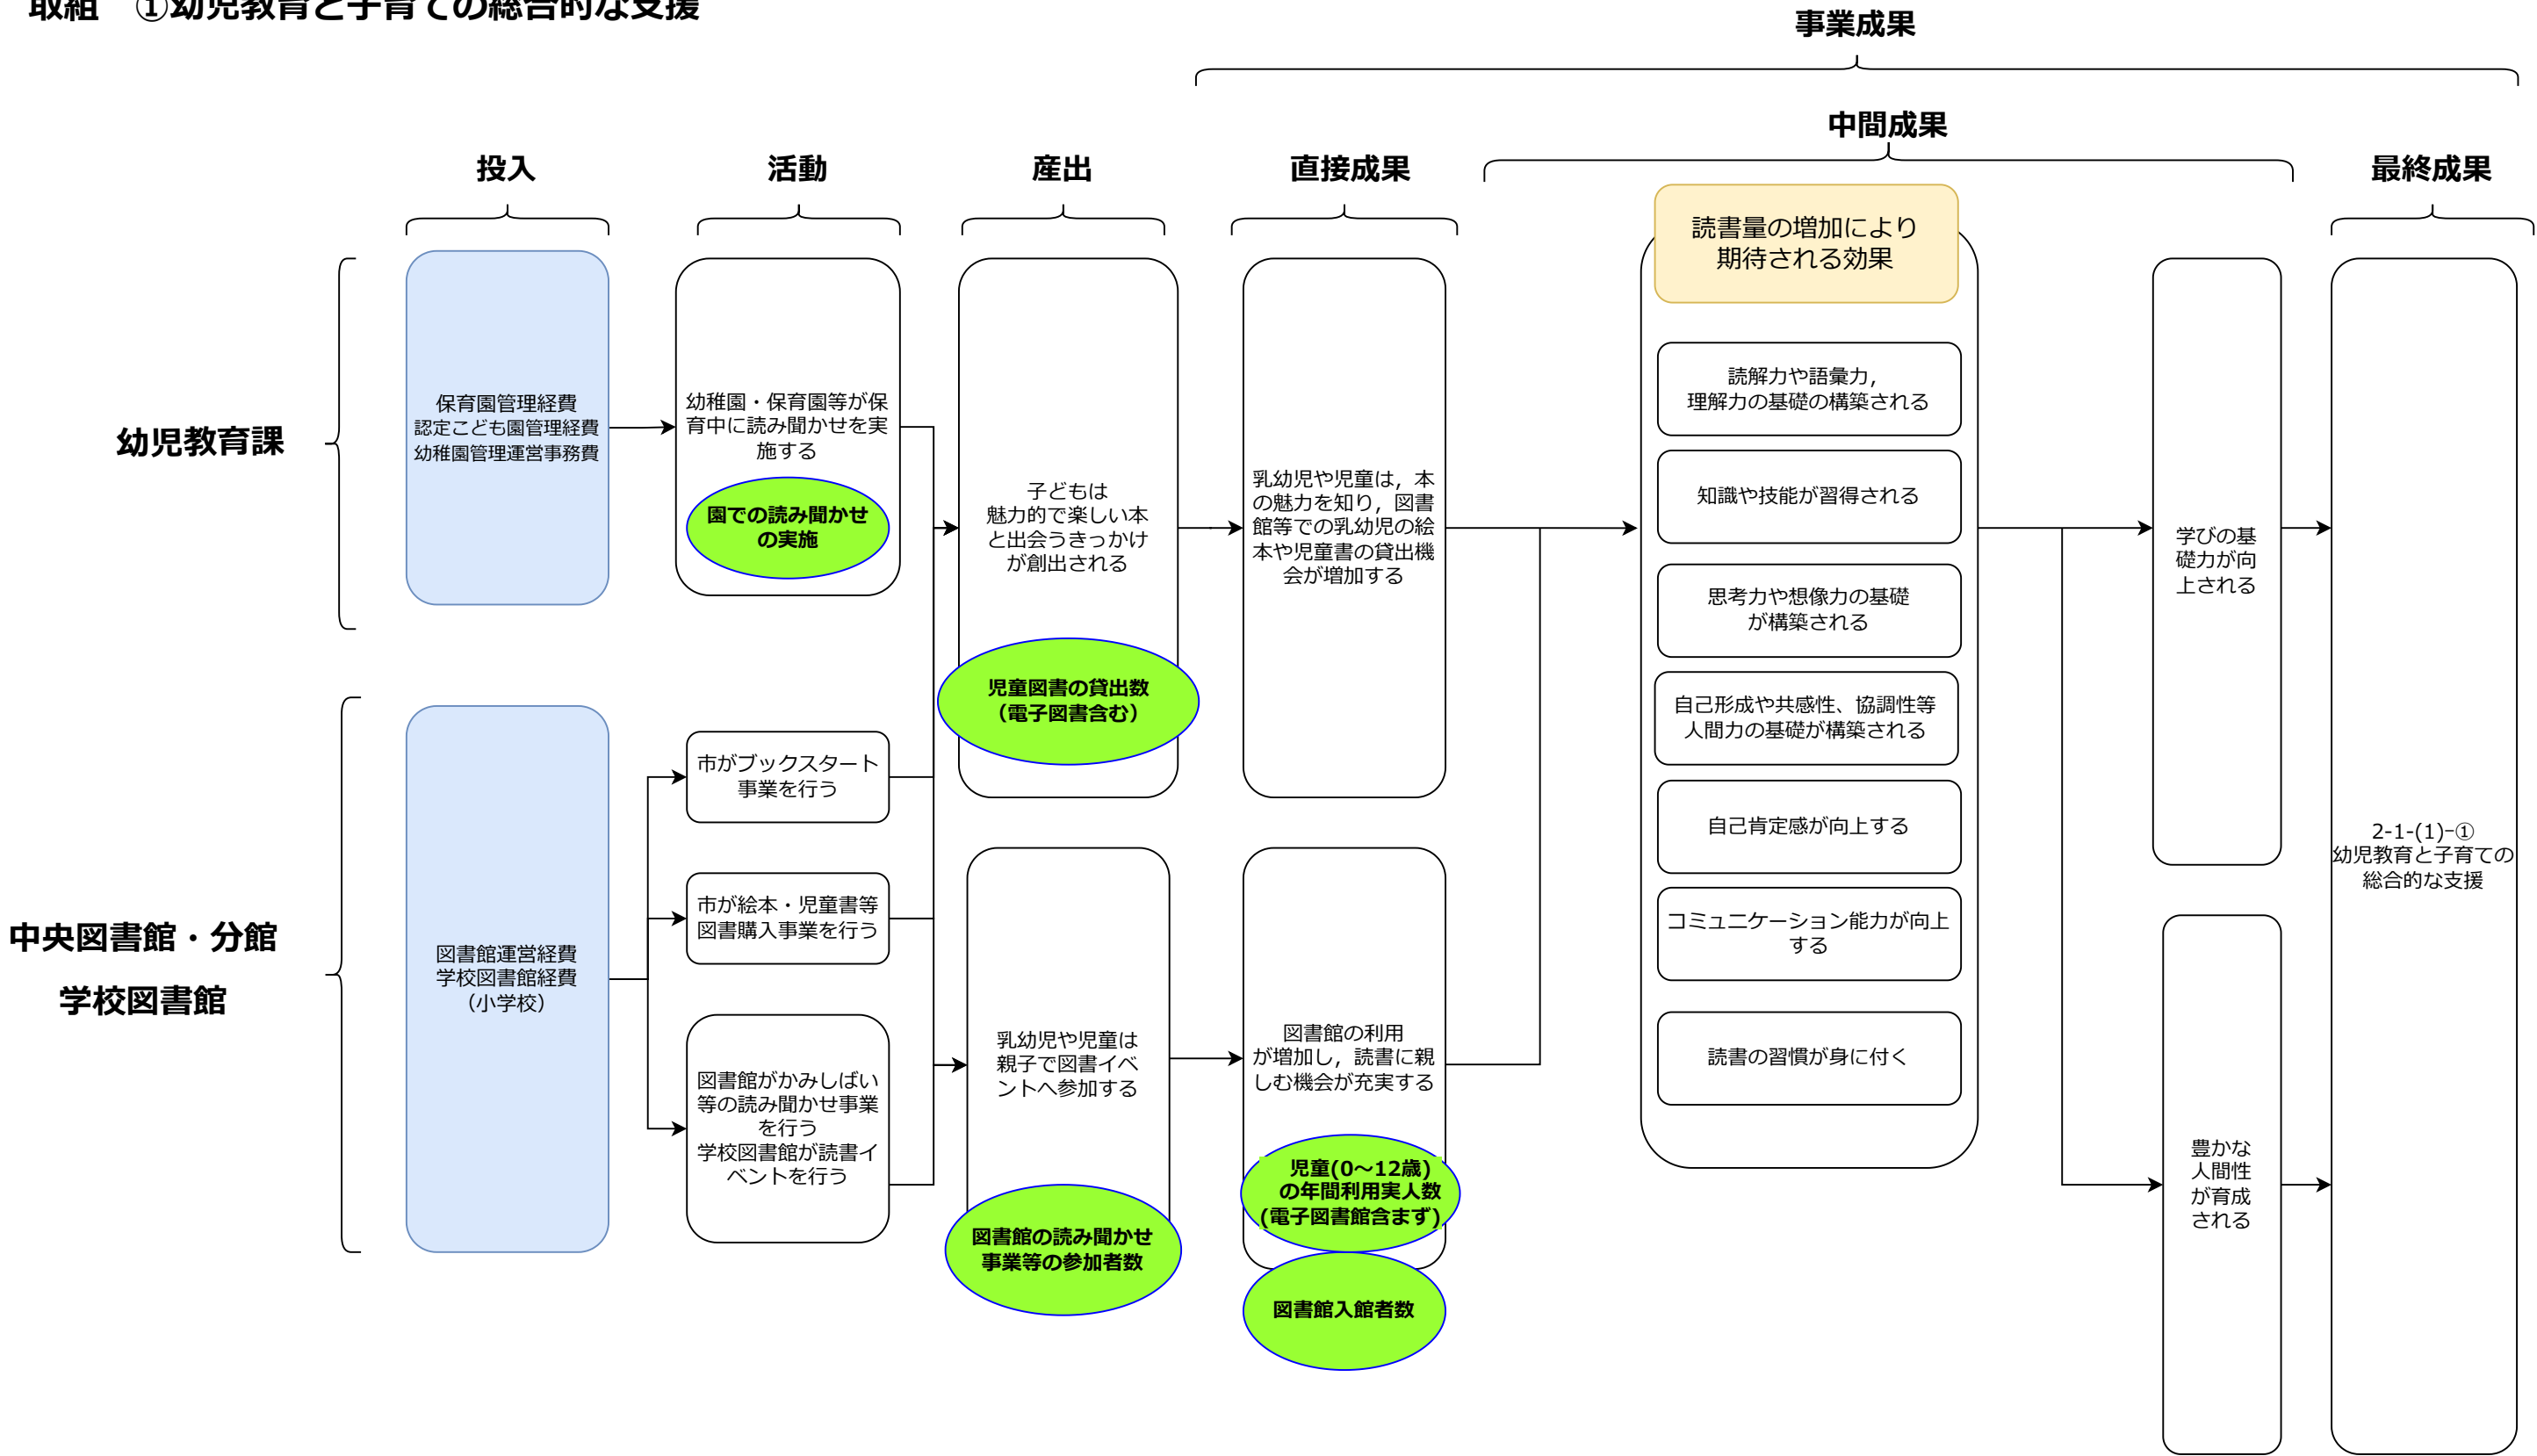 取組　①幼児教育と子育ての総合的な支援
事業成果
中間成果
投入
活動
産出
直接成果
最終成果
幼児教育課
保育園管理経費
認定こども園管理経費
幼稚園管理運営事務費
幼稚園・保育園等が保
育中に読み聞かせを実
施する
園での読み聞かせ
の実施
子どもは
魅力的で楽しい本
と出会うきっかけ
が創出される
児童図書の貸出数
（電子図書含む）
乳幼児や児童は，本
の魅力を知り，図書
館等での乳幼児の絵
本や児童書の貸出機
会が増加する
読書量の増加により
期待される効果
読解力や語彙力，
理解力の基礎の構築される
知識や技能が習得される
思考力や想像力の基礎
が構築される
自己形成や共感性、協調性等
人間力の基礎が構築される
自己肯定感が向上する
コミュニケーション能力が向上
する
読書の習慣が身に付く
学びの基
礎力が向
上される
豊かな
人間性
が育成
される
2-1-(1)-①
幼児教育と子育ての
総合的な支援
中央図書館・分館
学校図書館
図書館運営経費
学校図書館経費
（小学校）
市がブックスタート
事業を行う
市が絵本・児童書等
図書購入事業を行う
図書館がかみしばい
等の読み聞かせ事業
を行う
学校図書館が読書イ
ベントを行う
乳幼児や児童は
親子で図書イベ
ントへ参加する
図書館の読み聞かせ
事業等の参加者数
図書館の利用
が増加し，読書に親
しむ機会が充実する
児童(0～12歳)
の年間利用実人数
(電子図書館含まず)
図書館入館者数